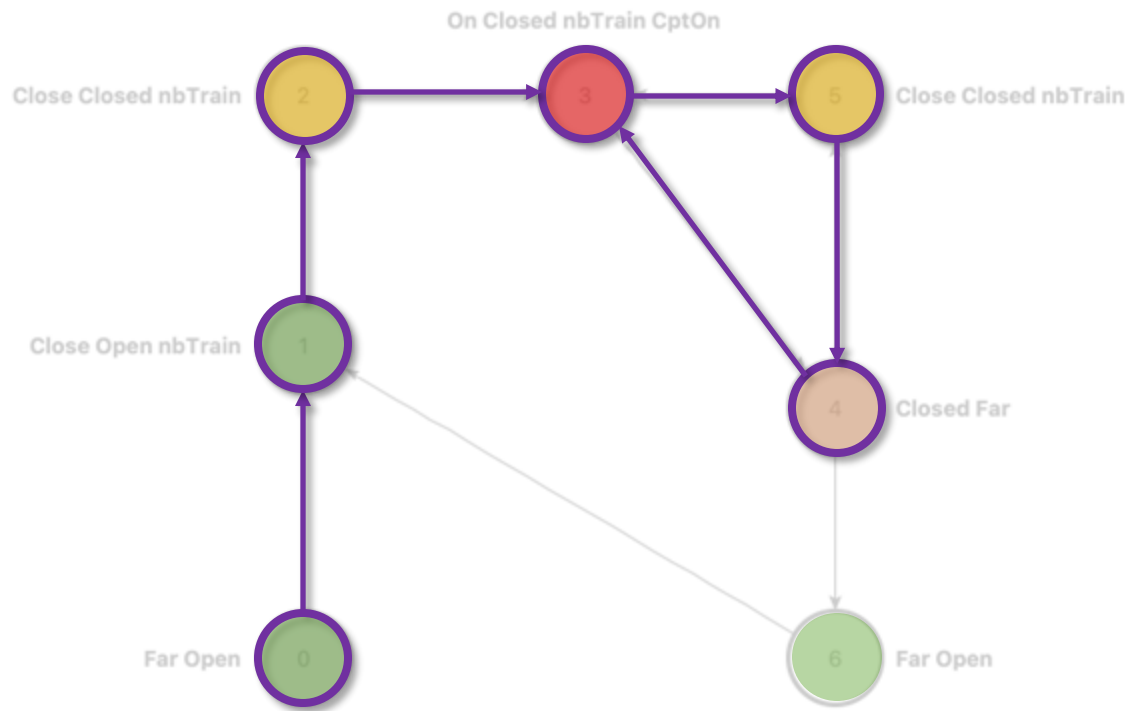 On Closed nbTrain CptOn
Close Closed nbTrain
2
3
5
Close Closed nbTrain
Close Open nbTrain
1
4
Closed Far
Far Open
0
6
Far Open